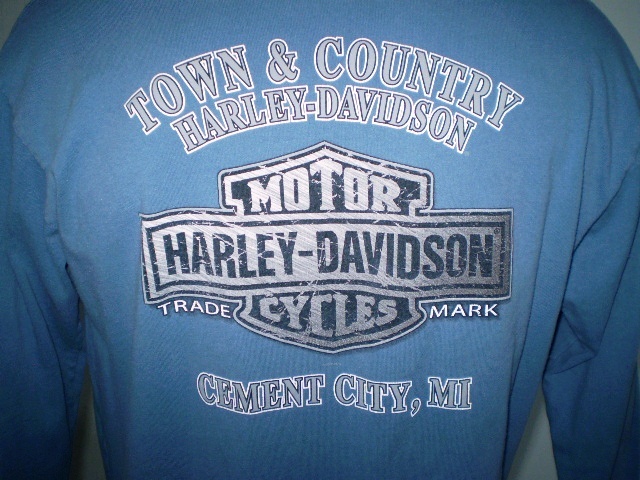 TOWN & COUNTRY
HARLEY-DAVIDSON
MOTOR
HARLEY-DAVIDSON
TRADE MARK
CYCLES
CEMENT CITY, MI